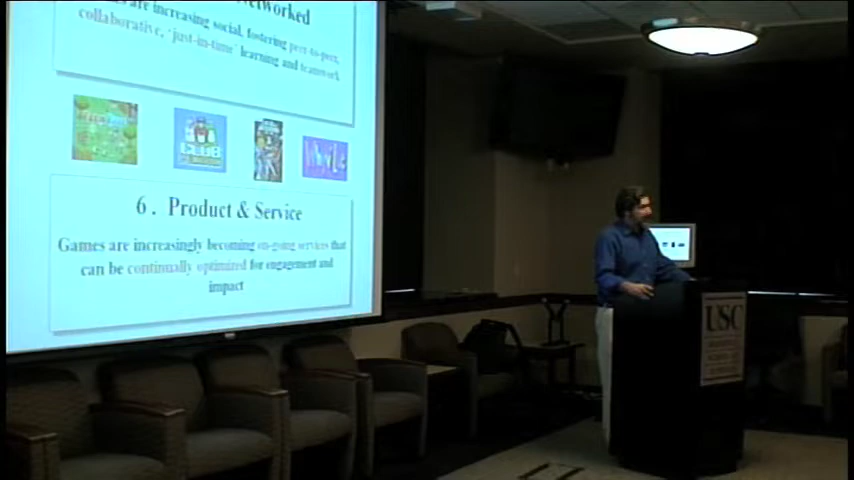 Networked
are increasing social, fostering peer-to-peer,
collaborative, 'just-in-time' learning and teamwork
CLUB
6. Product & Service
Games are increasingly becoming on-going services that
can be continually optimized for engagement and
impact
USC